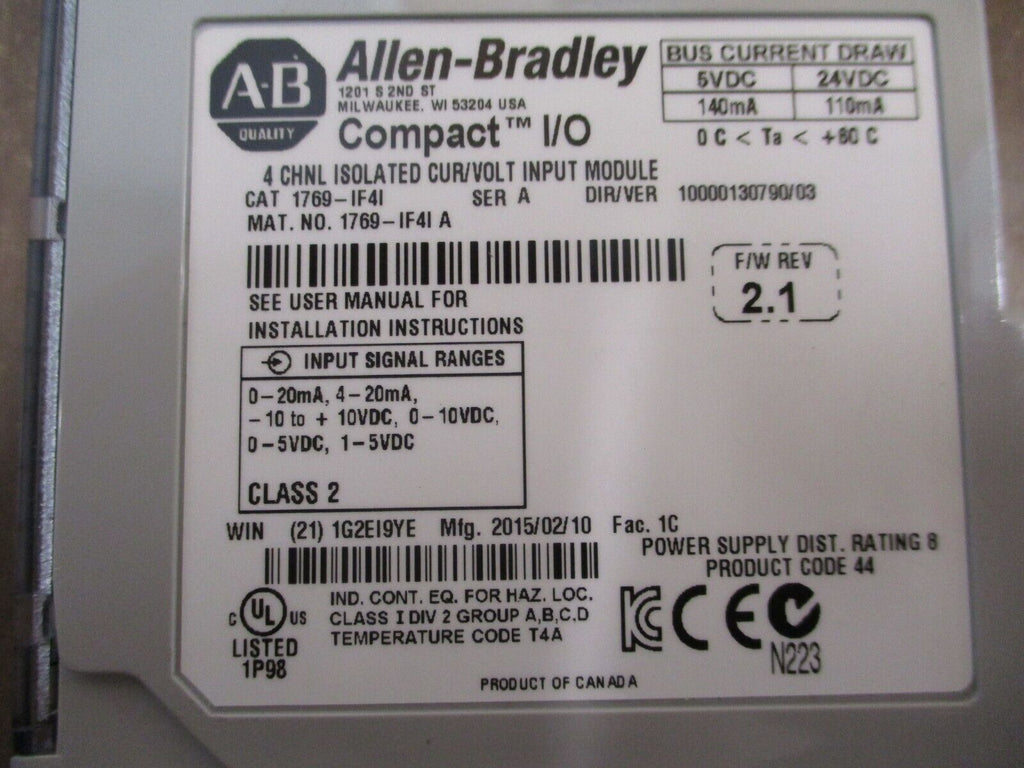 A-B
QUALITY
Allen-Bradley
1201 S 2ND ST
MILWAUKEE, WI 53204 USA
Compact™ I/O
BUS CURRENT DRAW
5VDC 24VDC
140mA 110mA
0 C < Ta < +60 C
4 CHNL ISOLATED CUR/VOLT INPUT MODULE
CAT 1769-IF4I SER A DIR/VER 10000130790/03
MAT. NO. 1769-IF4I A
F/W REV
2.1
SEE USER MANUAL FOR
INSTALLATION INSTRUCTIONS
INPUT SIGNAL RANGES
0-20mA, 4-20mA,
-10 to + 10VDC, 0-10VDC,
0-5VDC, 1-5VDC
CLASS 2
WIN (21) 1G2EI9YE Mfg. 2015/02/10 Fac. 1C
POWER SUPPLY DIST. RATING 8
PRODUCT CODE 44
C UL US
LISTED
1P98
IND. CONT. EQ. FOR HAZ. LOC.
CLASS I DIV 2 GROUP A,B,C,D
TEMPERATURE CODE T4A
KC CE
N223
PRODUCT OF CANADA